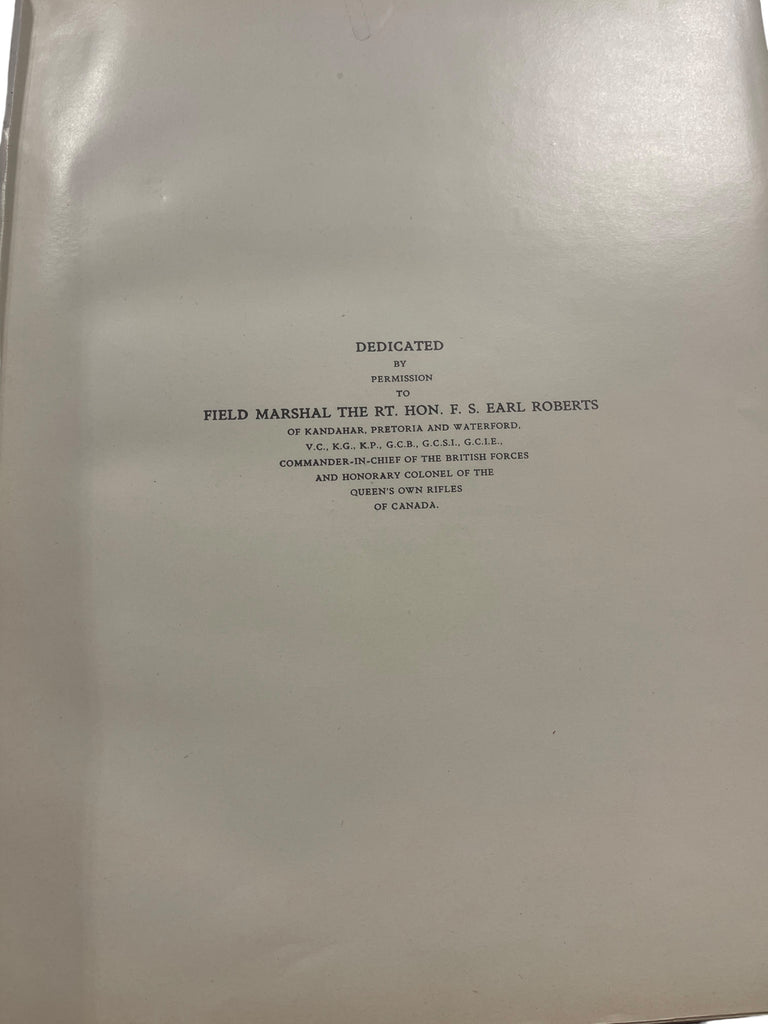 DEDICATED
BY
PERMISSION
TO
FIELD MARSHAL THE RT. HON. F. S. EARL ROBERTS
OF KANDAHAR, PRETORIA AND WATERFORD,
V.C., K.G., K.P., G.C.B., G.C.S.I., G.C.I.E.,
COMMANDER-IN-CHIEF OF THE BRITISH FORCES
AND HONORARY COLONEL OF THE
QUEEN'S OWN RIFLES
OF CANADA.